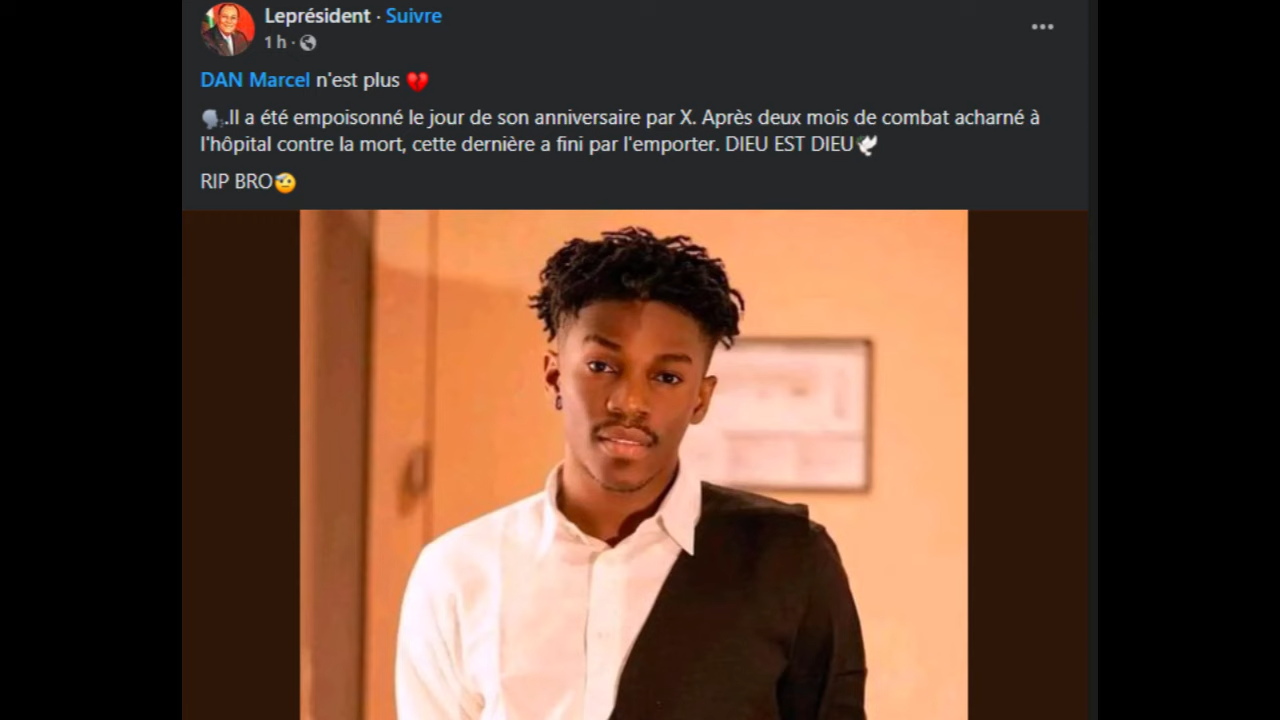 Leprésident · Suivre
1 h ·
DAN Marcel n'est plus 💔
🗣.Il a été empoisonné le jour de son anniversaire par X. Après deux mois de combat acharné à
l'hôpital contre la mort, cette dernière a fini par l'emporter. DIEU EST DIEU🕊
RIP BRO🤕